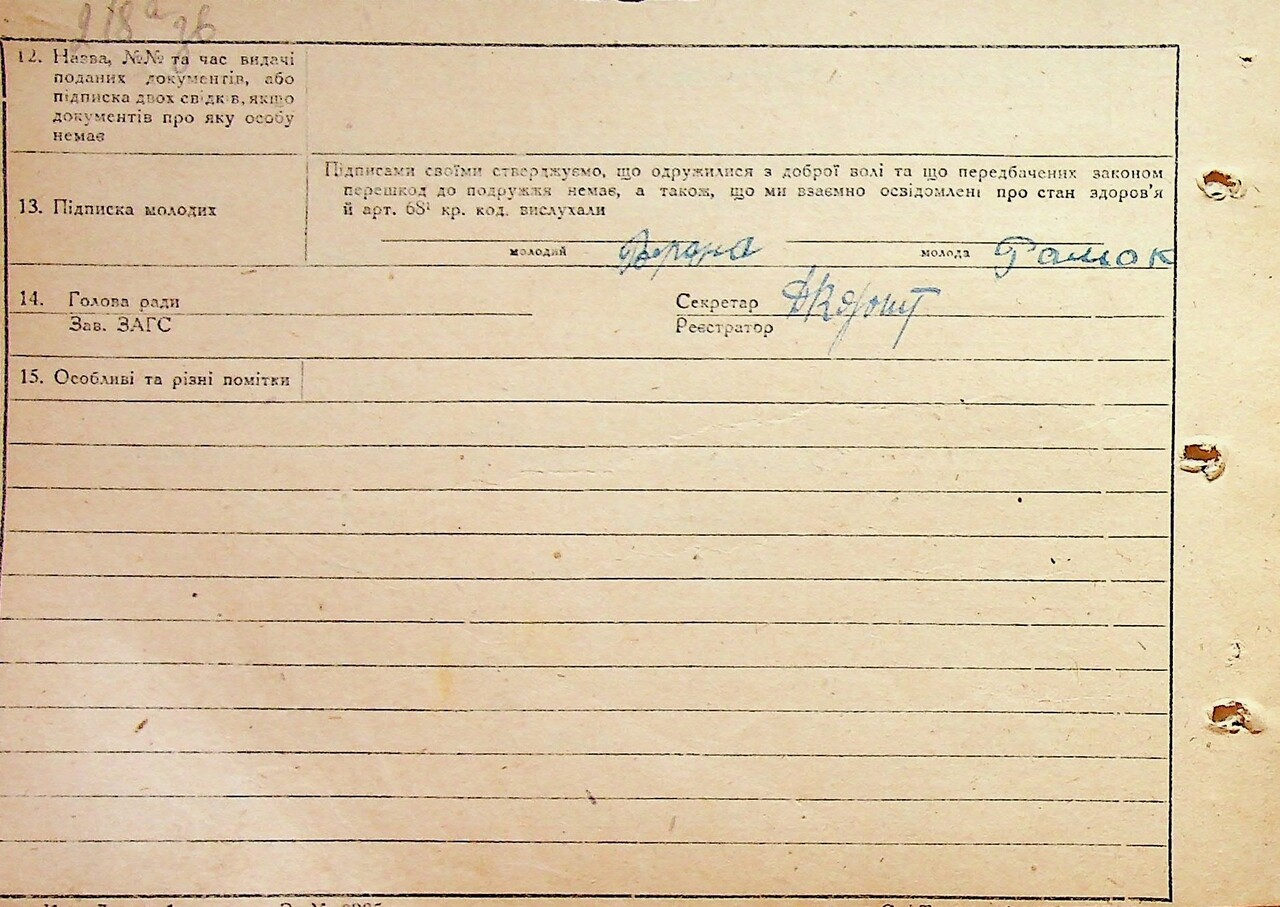 218а зв
12. Назва, №№ та час видачі
поданих документів, або
підписка двох свідків, якщо
документів про яку особу
немає
13. Підписка молодих
Підписами своїми стверджуємо, що одружилися з доброї волі та що передбачених законом
перешкод до подружжя немає, а також, що ми взаємно освідомлені про стан здоров'я
й арт. 68¹ кр. код. вислухали
молодий
молода
14. Голова ради
Зав. ЗАГС
Секретар
Реєстратор
15. Особливі та різні помітки